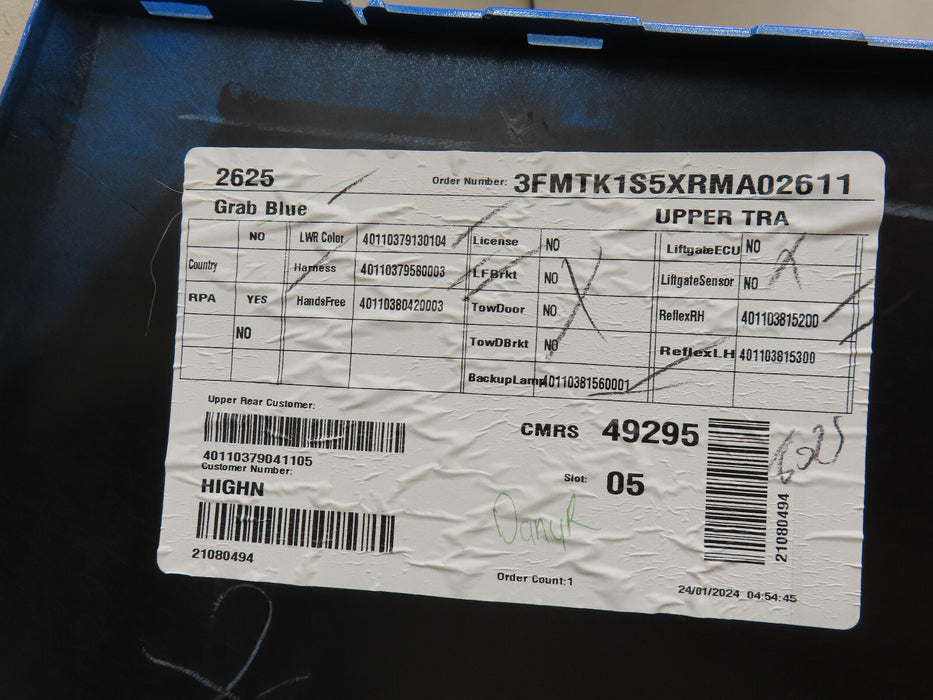 2625 Order Number: 3FMTK1S5XRMA02611
Grab Blue UPPER TRA
NO LWR Color 40110379130104 License NO LiftgateECU NO
Country Harness 40110379560003 LFBrkt NO LiftgateSensor NO
RPA YES HandsFree 40110380420003 TowDoor NO ReflexRH 401103815200
NO TowDBrkt NO ReflexLH 401103815300
BackupLamp 40110381560001
Upper Rear Customer:
CMRS 49295
40110379041105
Customer Number:
Slot: 05
HIGHN
DanyR
21080494
21080494
Order Count:1
24/01/2024 04:54:45